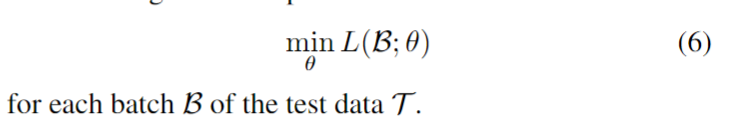 min L(ℬ; θ) (6)
θ
for each batch ℬ of the test data 𝒯.